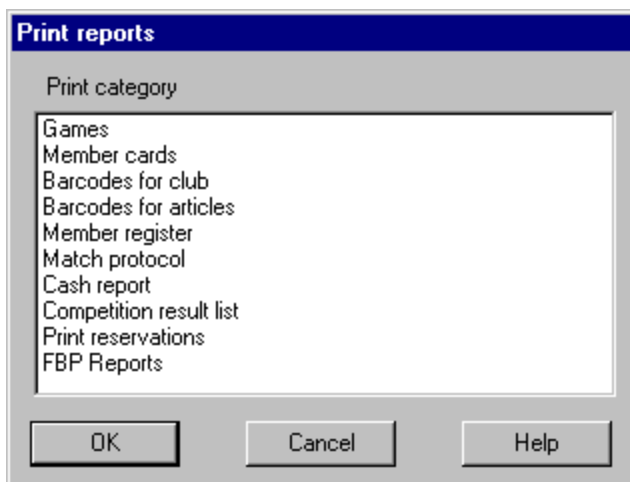 Print reports
Print category
Games
Member cards
Barcodes for club
Barcodes for articles
Member register
Match protocol
Cash report
Competition result list
Print reservations
FBP Reports
OK
Cancel
Help